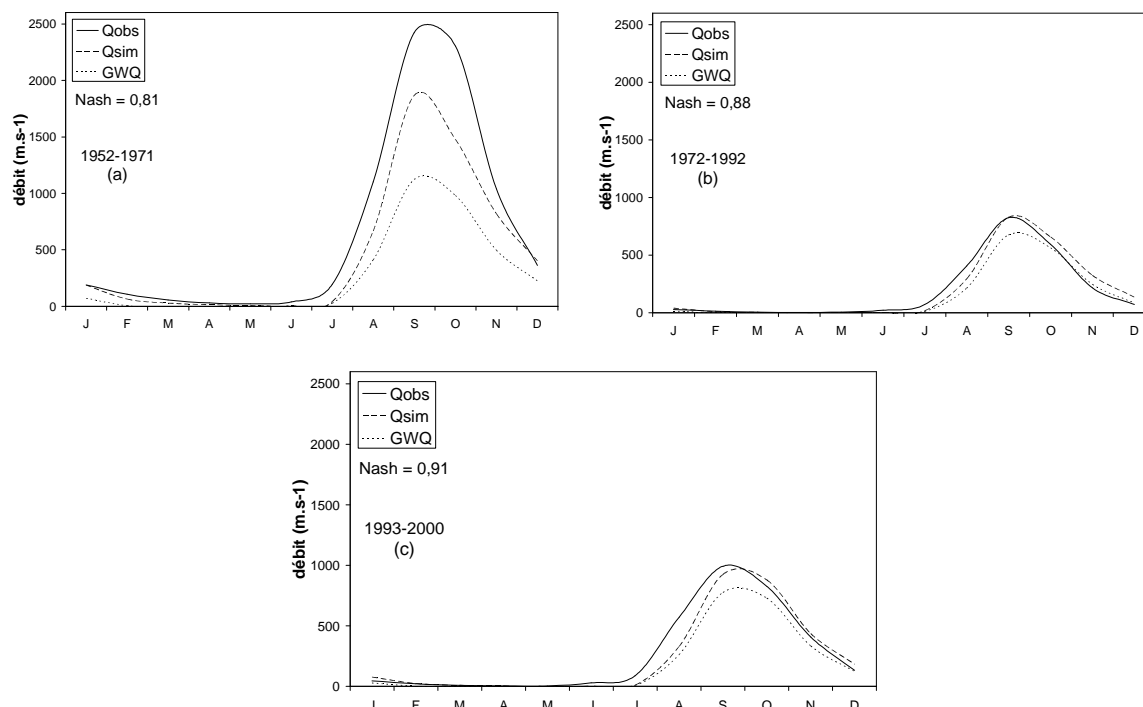 2500
2000
1500
1000
500
0
débit (m.s-1)
Qobs
Qsim
GWQ
Nash = 0,81
1952-1971
(a)
J F M A M J J A S O N D
2500
2000
1500
1000
500
0
débit (m.s-1)
Qobs
Qsim
GWQ
Nash = 0,88
1972-1992
(b)
J F M A M J J A S O N D
2500
2000
1500
1000
500
0
débit (m.s-1)
Qobs
Qsim
GWQ
Nash = 0,91
1993-2000
(c)
J F M A M J J A S O N D